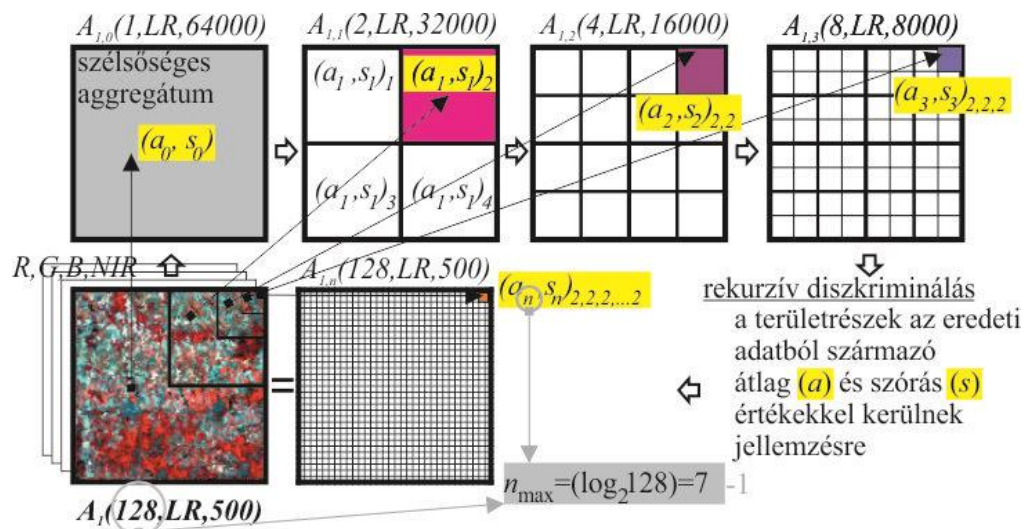 A1,0(1,LR,64000) A1,1(2,LR,32000) A1,2(4,LR,16000) A1,3(8,LR,8000)
szélsőséges
aggregátum
(a0, s0)
(a1,s1)1 (a1,s1)2
(a1,s1)3 (a1,s1)4
(a2,s2)2,2
(a3,s3)2,2,2
R,G,B,NIR
A1,n(128,LR,500)
(an, sn)2,2,2,...2
=
rekurzív diszkriminálás
a területrészek az eredeti
adatból származó
átlag (a) és szórás (s)
értékekkel kerülnek
jellemzésre
nmax=(log2128)=7 -1
A1(128,LR,500)